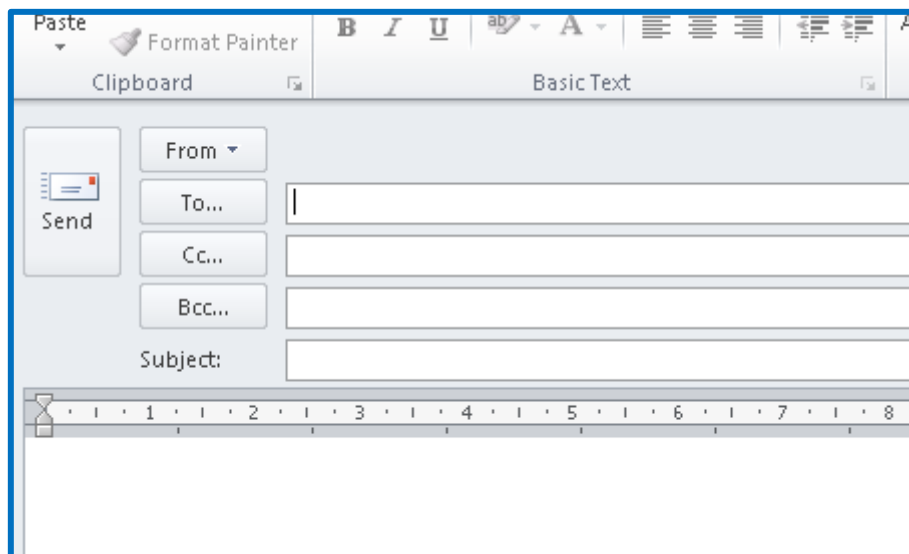 Paste
Format Painter
B I U ab A
Clipboard
Basic Text
From
To...
Send
Cc...
Bcc...
Subject:
1 2 3 4 5 6 7 8